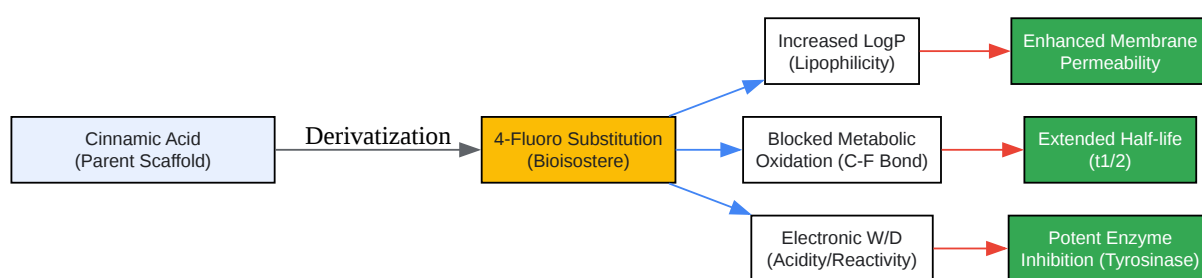 Cinnamic Acid
(Parent Scaffold)
Derivatization
4-Fluoro Substitution
(Bioisostere)
Increased LogP
(Lipophilicity)
Enhanced Membrane
Permeability
Blocked Metabolic
Oxidation (C-F Bond)
Extended Half-life
(t1/2)
Electronic W/D
(Acidity/Reactivity)
Potent Enzyme
Inhibition (Tyrosinase)